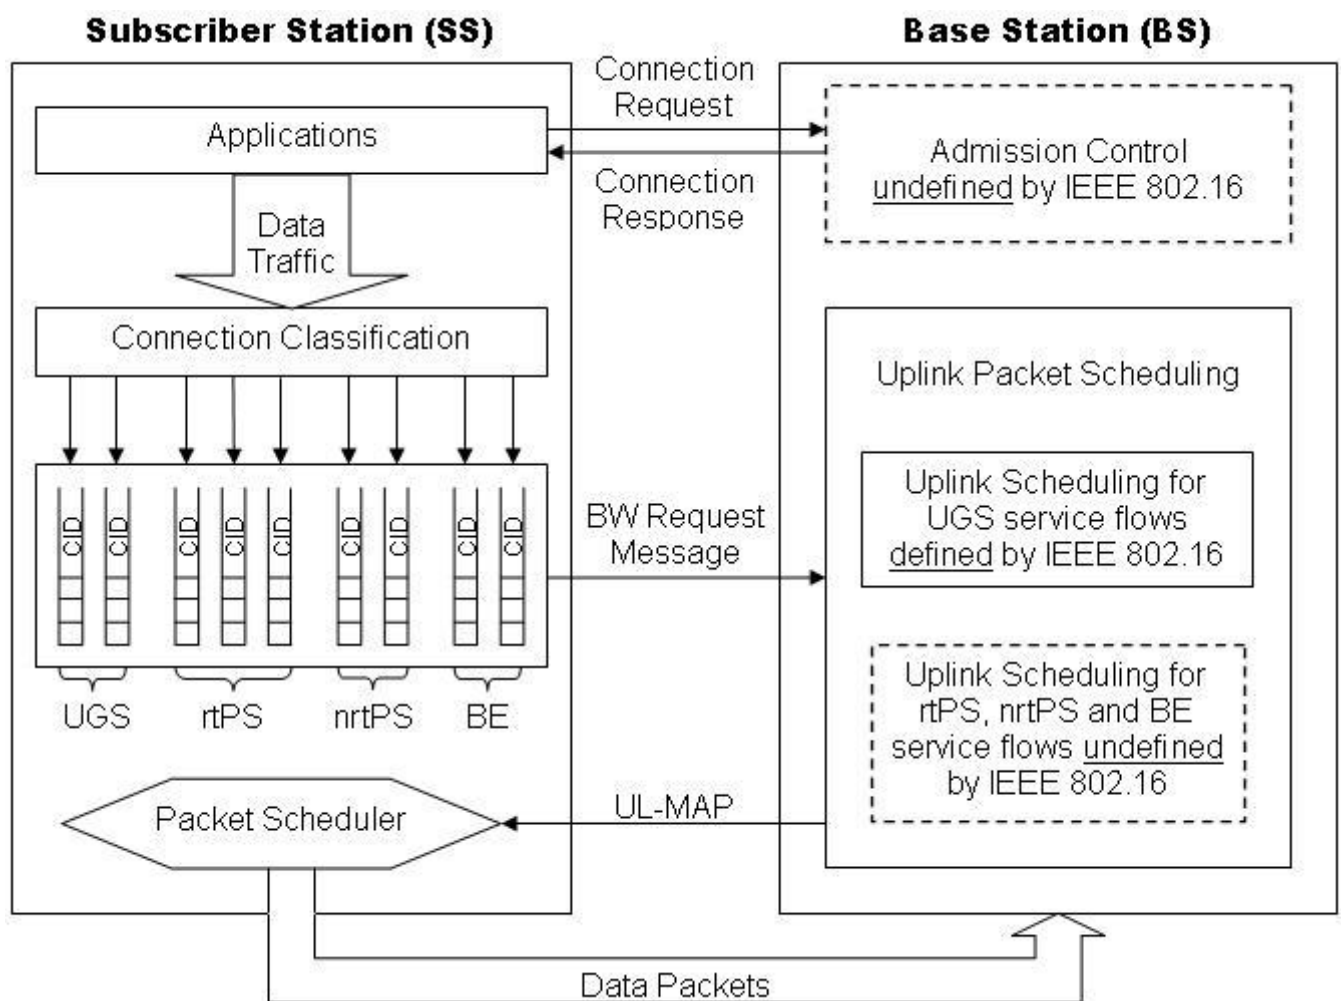 Subscriber Station (SS)
Base Station (BS)
Connection
Request
Applications
Admission Control
undefined by IEEE 802.16
Connection
Response
Data
Traffic
Connection Classification
Uplink Packet Scheduling
CID CID CID CID CID CID CID CID CID
BW Request
Message
Uplink Scheduling for
UGS service flows
defined by IEEE 802.16
UGS rtPS nrtPS BE
Uplink Scheduling for
rtPS, nrtPS and BE
service flows undefined
by IEEE 802.16
Packet Scheduler
UL-MAP
Data Packets